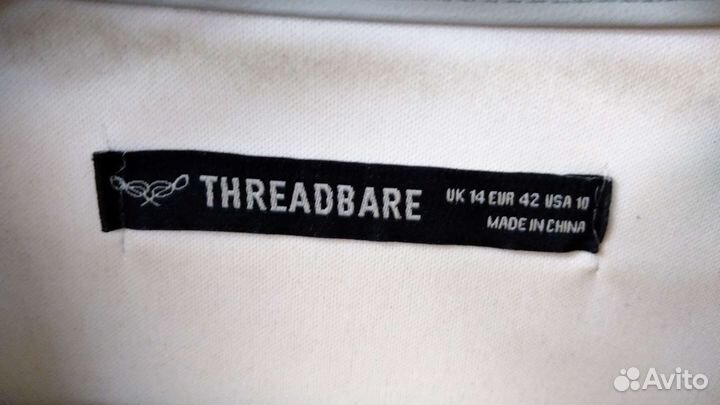 THREADBARE
UK 14 EUR 42 USA 10
MADE IN CHINA
Avito